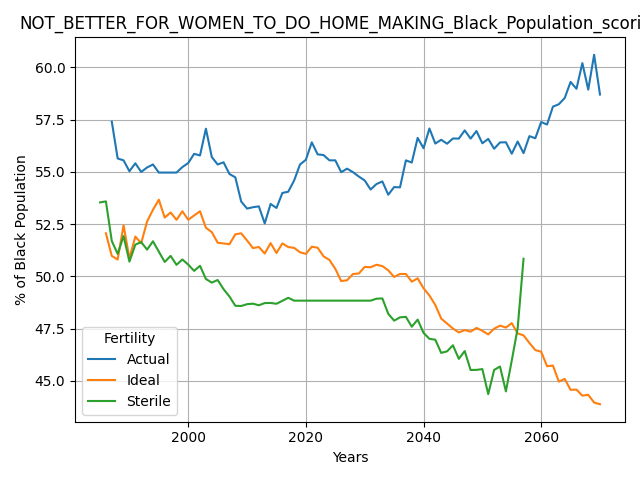 NOT_BETTER_FOR_WOMEN_TO_DO_HOME_MAKING_Black_Population_scori
60.0
57.5
55.0
52.5
50.0
47.5
45.0
% of Black Population
Fertility
Actual
Ideal
Sterile
2000
2020
2040
2060
Years